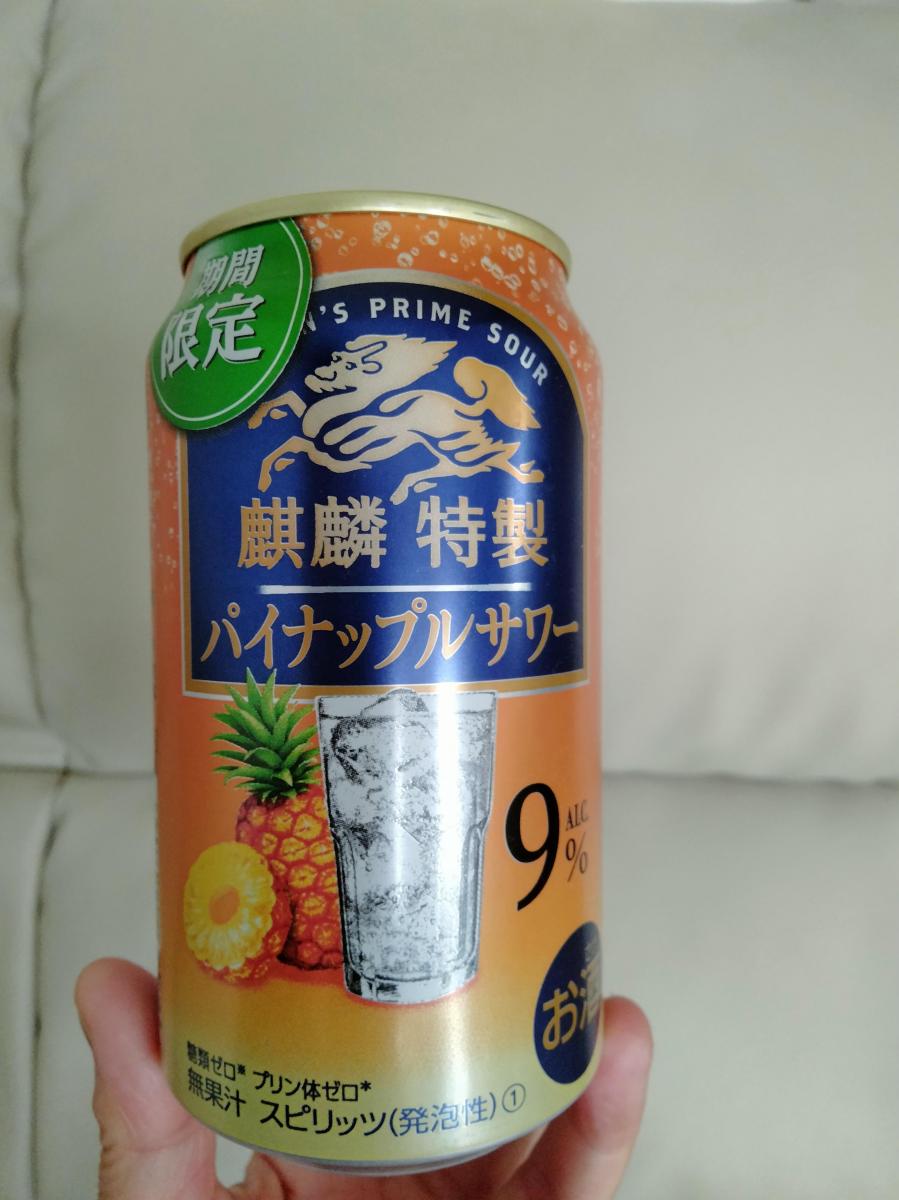 期間
限定
N'S PRIME SOUR
麒麟 特製
パイナップルサワー
9 ALC. %
お酒
糖類ゼロ※ プリン体ゼロ*
無果汁 スピリッツ(発泡性)①